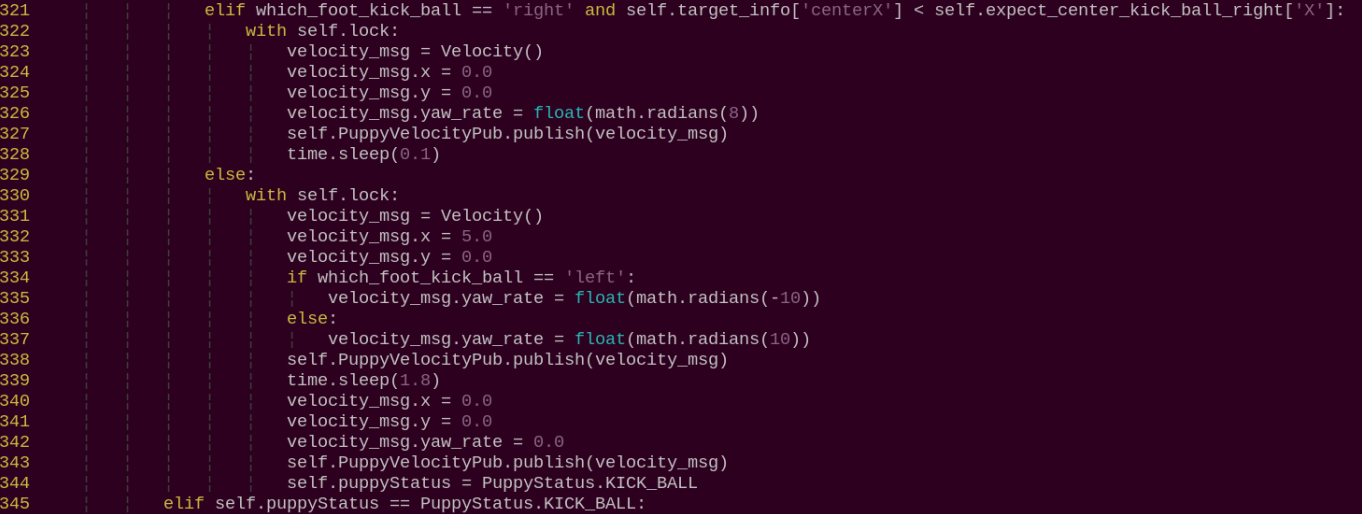 321 elif which_foot_kick_ball == 'right' and self.target_info['centerX'] < self.expect_center_kick_ball_right['X']:
322 with self.lock:
323 velocity_msg = Velocity()
324 velocity_msg.x = 0.0
325 velocity_msg.y = 0.0
326 velocity_msg.yaw_rate = float(math.radians(8))
327 self.PuppyVelocityPub.publish(velocity_msg)
328 time.sleep(0.1)
329 else:
330 with self.lock:
331 velocity_msg = Velocity()
332 velocity_msg.x = 5.0
333 velocity_msg.y = 0.0
334 if which_foot_kick_ball == 'left':
335 velocity_msg.yaw_rate = float(math.radians(-10))
336 else:
337 velocity_msg.yaw_rate = float(math.radians(10))
338 self.PuppyVelocityPub.publish(velocity_msg)
339 time.sleep(1.8)
340 velocity_msg.x = 0.0
341 velocity_msg.y = 0.0
342 velocity_msg.yaw_rate = 0.0
343 self.PuppyVelocityPub.publish(velocity_msg)
344 self.puppyStatus = PuppyStatus.KICK_BALL
345 elif self.puppyStatus == PuppyStatus.KICK_BALL: